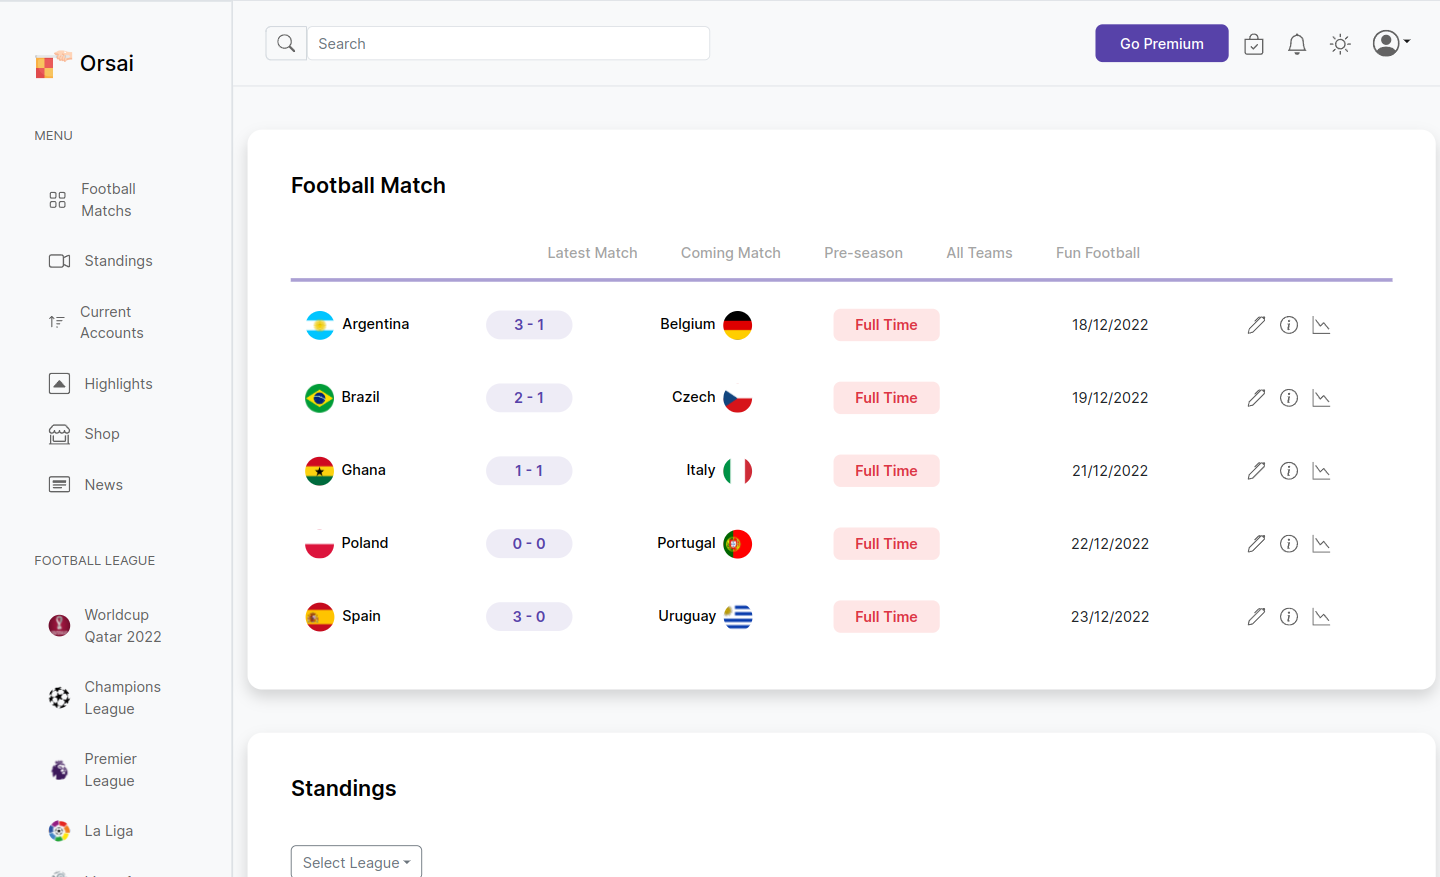 Orsai
MENU
Football
Matchs
Standings
Current
Accounts
Highlights
Shop
News
FOOTBALL LEAGUE
Worldcup
Qatar 2022
Champions
League
Premier
League
La Liga
Search
Go Premium
Football Match
Latest Match Coming Match Pre-season All Teams Fun Football
Argentina 3 - 1 Belgium Full Time 18/12/2022
Brazil 2 - 1 Czech Full Time 19/12/2022
Ghana 1 - 1 Italy Full Time 21/12/2022
Poland 0 - 0 Portugal Full Time 22/12/2022
Spain 3 - 0 Uruguay Full Time 23/12/2022
Standings
Select League